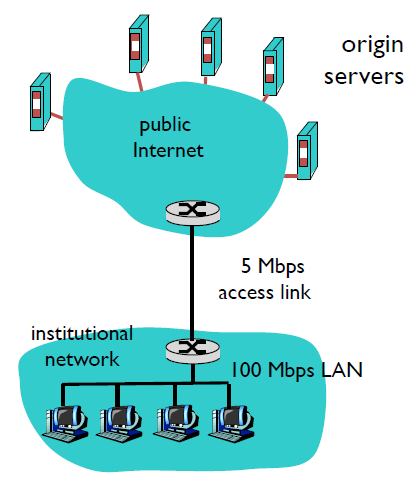 origin
servers
public
Internet
5 Mbps
access link
institutional
network
100 Mbps LAN